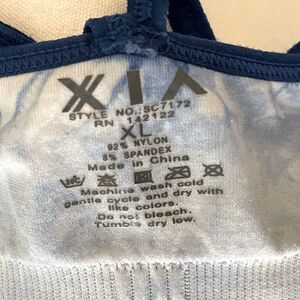 XIA
STYLE NO.:SC7172
RN 142122
XL
92% NYLON
8% SPANDEX
Made in China
Machine wash cold
gentle cycle and dry with
like colors.
Do not bleach.
Tumble dry low.